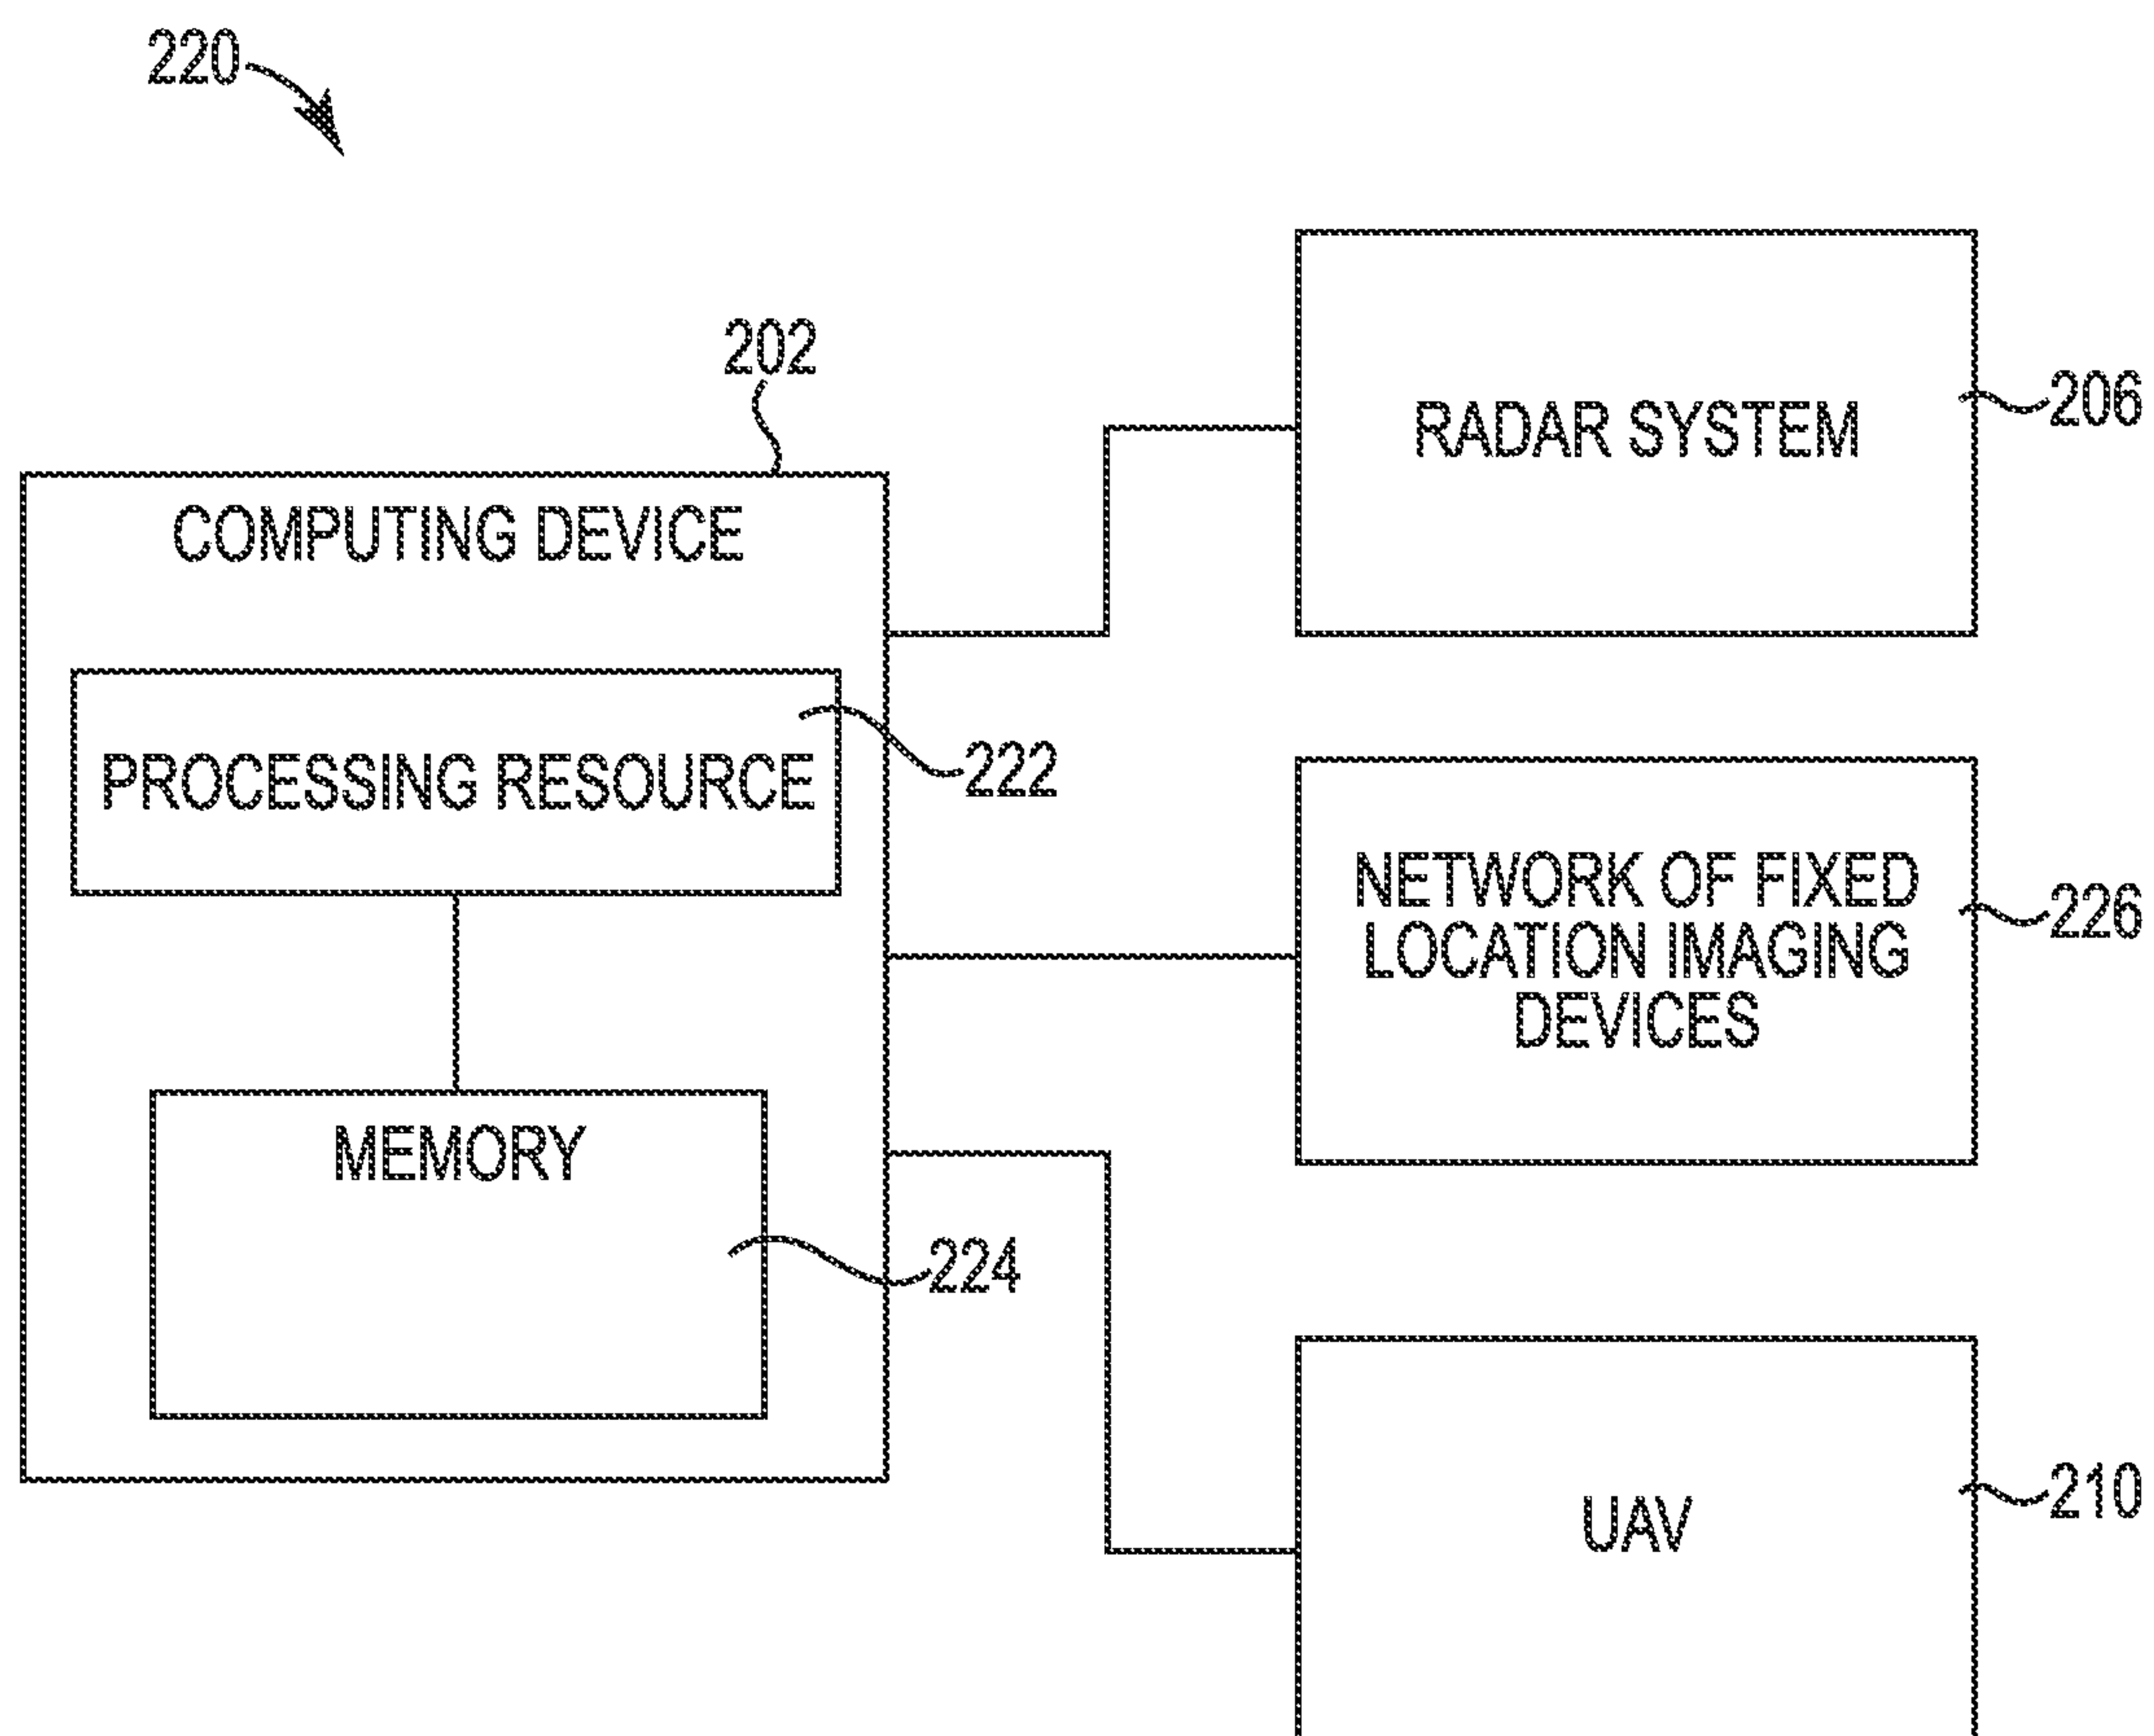 220
202
COMPUTING DEVICE
PROCESSING RESOURCE
222
MEMORY
224
RADAR SYSTEM
206
NETWORK OF FIXED
LOCATION IMAGING
DEVICES
226
UAV
210